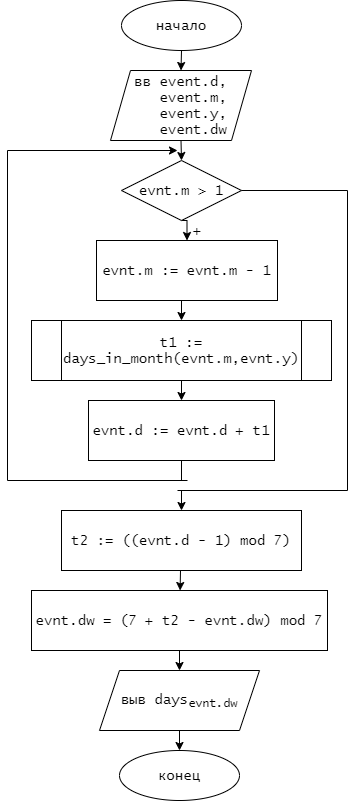 начало
вв event.d,
event.m,
event.y,
event.dw
evnt.m > 1
+
evnt.m := evnt.m - 1
t1 :=
days_in_month(evnt.m,evnt.y)
evnt.d := evnt.d + t1
t2 := ((evnt.d - 1) mod 7)
evnt.dw = (7 + t2 - evnt.dw) mod 7
выв days evnt.dw
конец